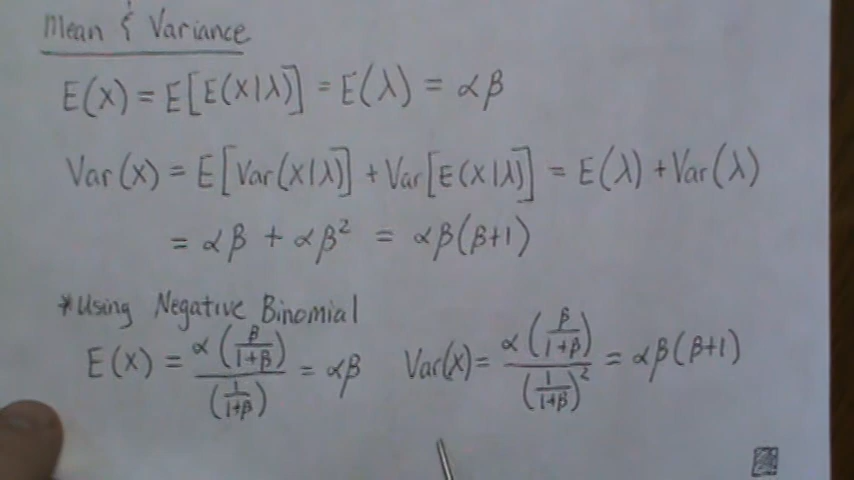 Mean & Variance
E(X) = E[E(X|λ)] = E(λ) = αβ
Var(X) = E[Var(X|λ)] + Var[E(X|λ)] = E(λ) + Var(λ)
= αβ + αβ² = αβ(β+1)
*Using Negative Binomial
E(X) = α(β/(1+β)) / (1/(1+β)) = αβ Var(X) = α(β/(1+β)) / (1/(1+β))² = αβ(β+1)